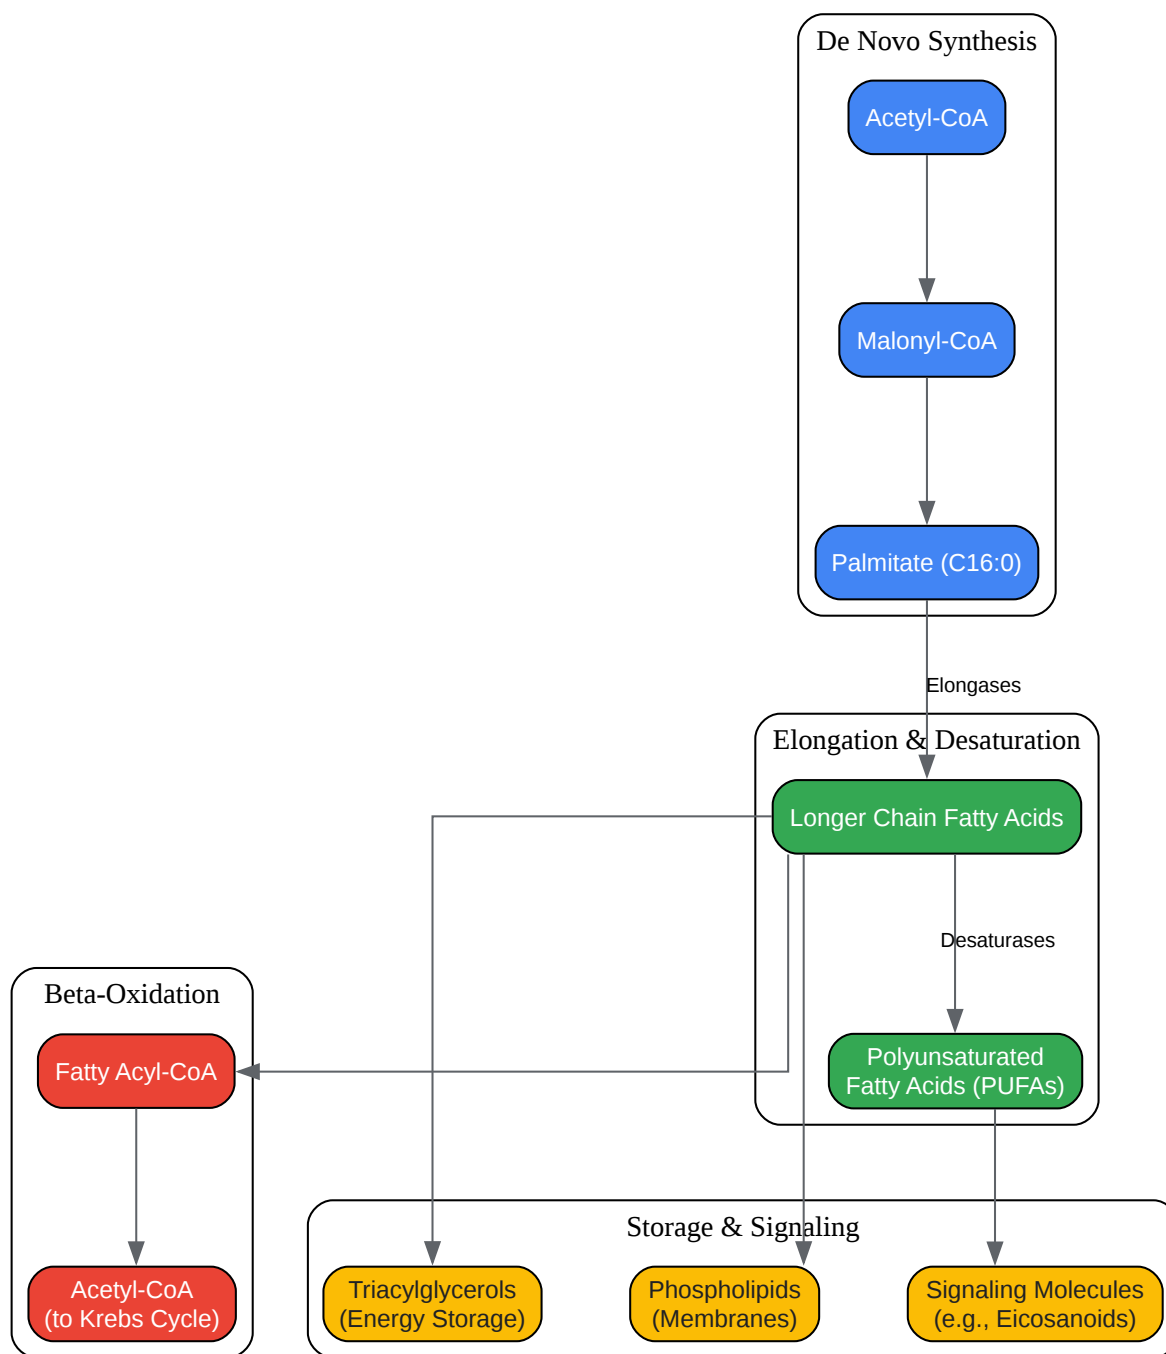 De Novo Synthesis
Acetyl-CoA
Malonyl-CoA
Palmitate (C16:0)
Elongases
Elongation & Desaturation
Longer Chain Fatty Acids
Desaturases
Polyunsaturated
Fatty Acids (PUFAs)
Beta-Oxidation
Fatty Acyl-CoA
Acetyl-CoA
(to Krebs Cycle)
Storage & Signaling
Triacylglycerols
(Energy Storage)
Phospholipids
(Membranes)
Signaling Molecules
(e.g., Eicosanoids)